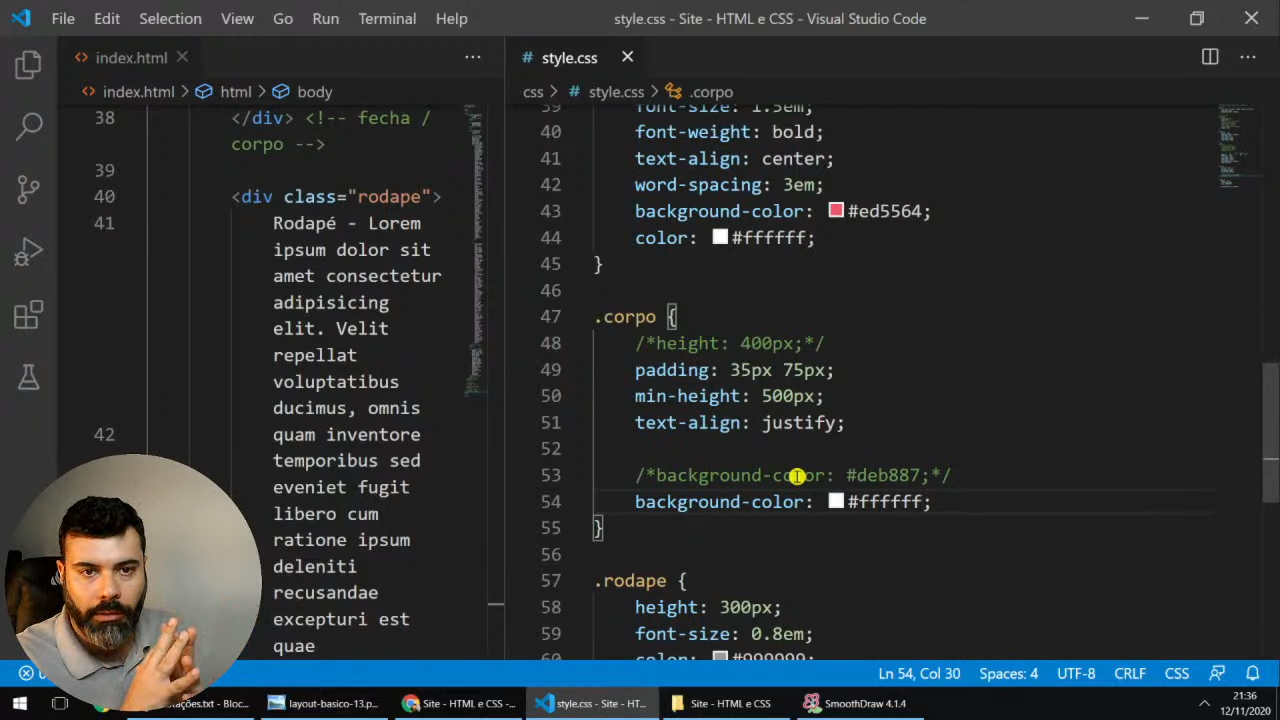 File Edit Selection View Go Run Terminal Help
style.css - Site - HTML e CSS - Visual Studio Code
index.html
style.css
index.html > html > body
css > style.css > .corpo
38 </div> <!-- fecha /
corpo -->
39
40 <div class="rodape">
41 Rodapé - Lorem
ipsum dolor sit
amet consectetur
adipisicing
elit. Velit
repellat
voluptatibus
ducimus, omnis
42 quam inventore
temporibus sed
eveniet fugit
libero cum
ratione ipsum
deleniti
recusandae
excepturi est
quae
39 font-size: 1.5em;
40 font-weight: bold;
41 text-align: center;
42 word-spacing: 3em;
43 background-color: #ed5564;
44 color: #ffffff;
45 }
46
47 .corpo {
48 /*height: 400px;*/
49 padding: 35px 75px;
50 min-height: 500px;
51 text-align: justify;
52
53 /*background-color: #deb887;*/
54 background-color: #ffffff;
55 }
56
57 .rodape {
58 height: 300px;
59 font-size: 0.8em;
60 color: #999999;
Ln 54, Col 30 Spaces: 4 UTF-8 CRLF CSS
layout-basico-13.p...
Site - HTML e CSS -...
style.css - Site - HT...
Site - HTML e CSS
SmoothDraw 4.1.4
21:36
12/11/2020